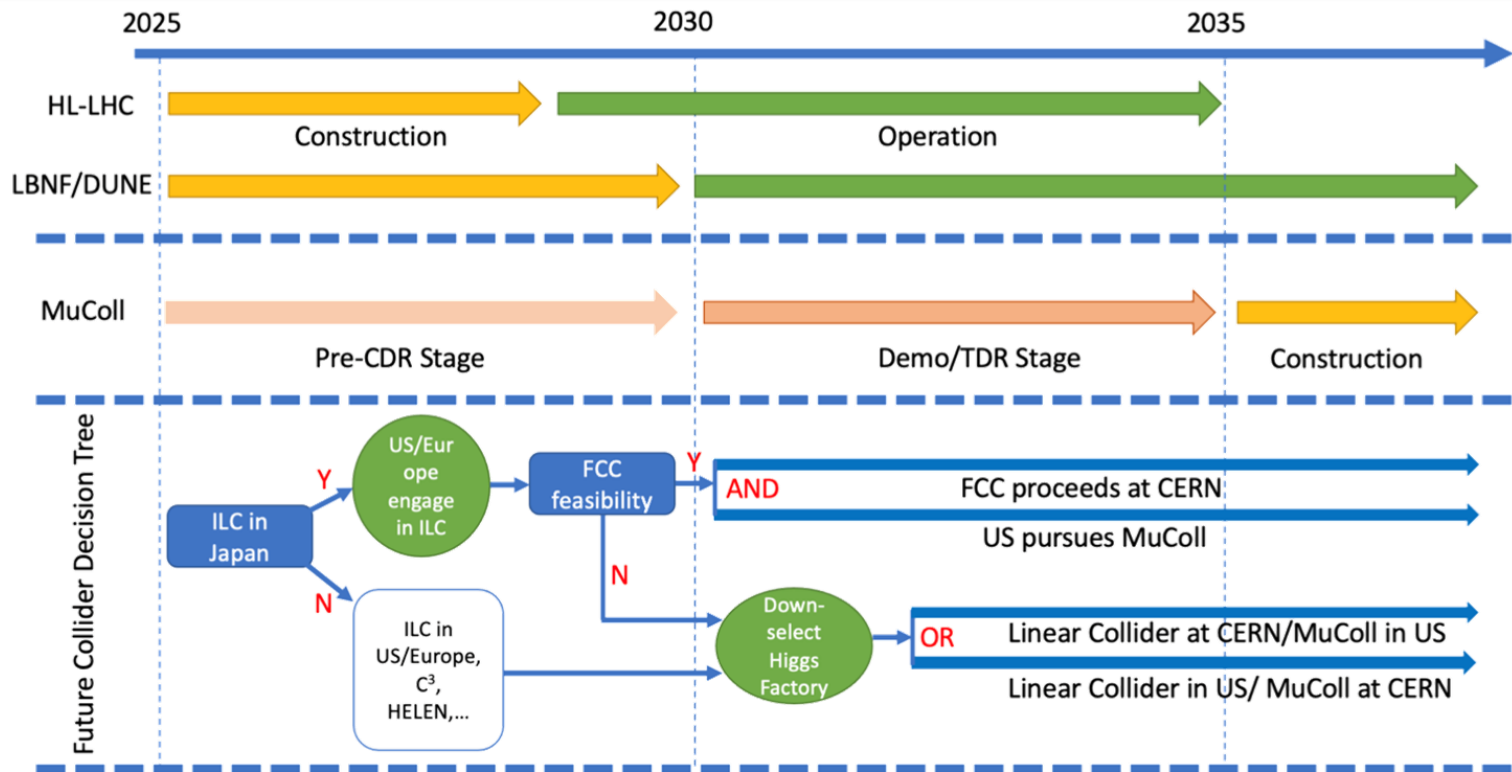 2025 2030 2035
HL-LHC
Construction Operation
LBNF/DUNE
MuColl
Pre-CDR Stage Demo/TDR Stage Construction
Future Collider Decision Tree
ILC in
Japan
Y
N
US/Eur
ope
engage
in ILC
FCC
feasibility
Y
N
AND
FCC proceeds at CERN
US pursues MuColl
ILC in
US/Europe,
C³,
HELEN,...
Down-
select
Higgs
Factory
OR
Linear Collider at CERN/MuColl in US
Linear Collider in US/ MuColl at CERN